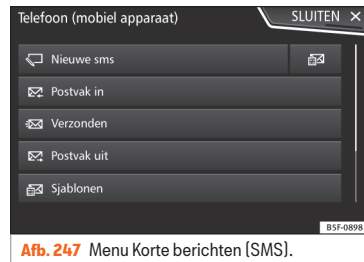 Telefoon (mobiel apparaat) SLUITEN ×
Nieuwe sms
Postvak in
Verzonden
Postvak uit
Sjablonen
B5F-0898
Afb. 247 Menu Korte berichten (SMS).